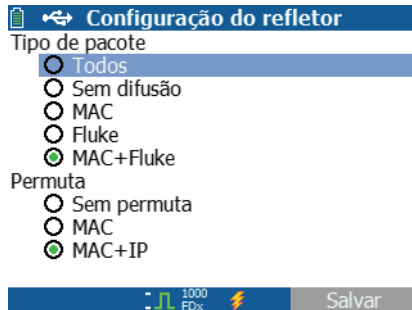 Configuração do refletor
Tipo de pacote
Todos
Sem difusão
MAC
Fluke
MAC+Fluke
Permuta
Sem permuta
MAC
MAC+IP
1000
FDx
Salvar